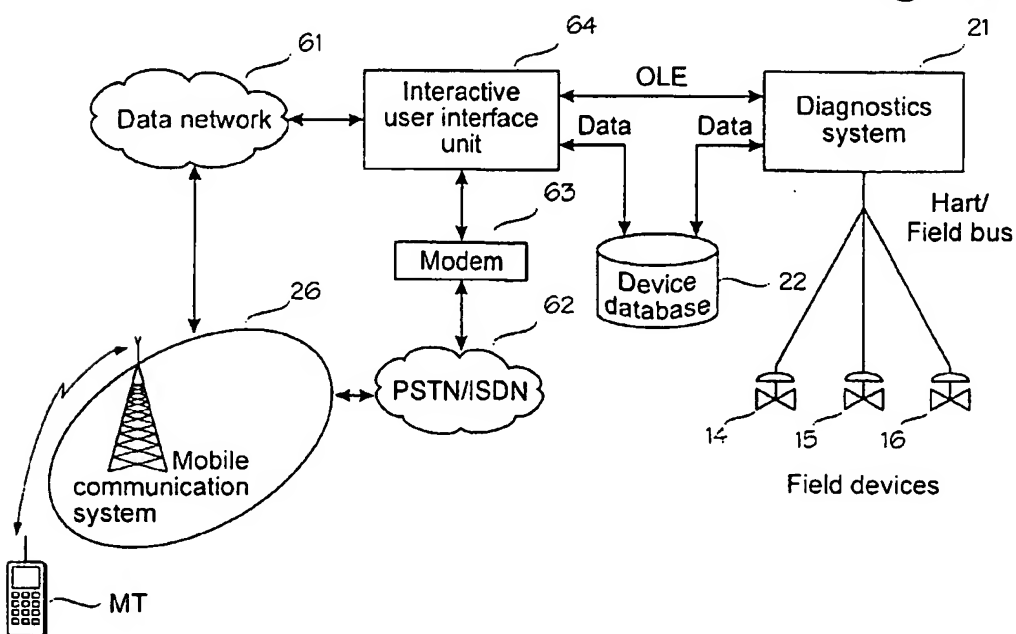 61
64
21
Data network
Interactive
user interface
unit
OLE
Data
Data
Diagnostics
system
63
Modem
Hart/
Field bus
Device
database
22
26
62
PSTN/ISDN
Mobile
communication
system
14
15
16
Field devices
MT